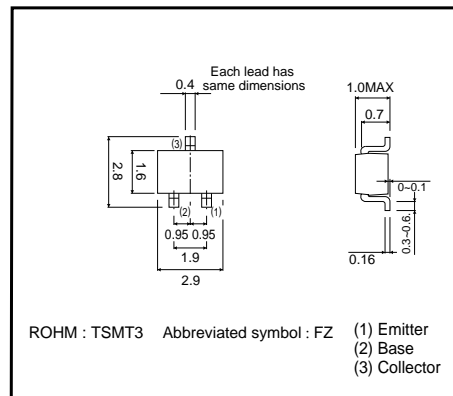 Each lead has
same dimensions
0.4
1.0MAX
0.7
(3)
2.8
1.6
0~0.1
(2)
(1)
0.95 0.95
0.3~0.6
0.16
1.9
2.9
ROHM : TSMT3 Abbreviated symbol : FZ
(1) Emitter
(2) Base
(3) Collector